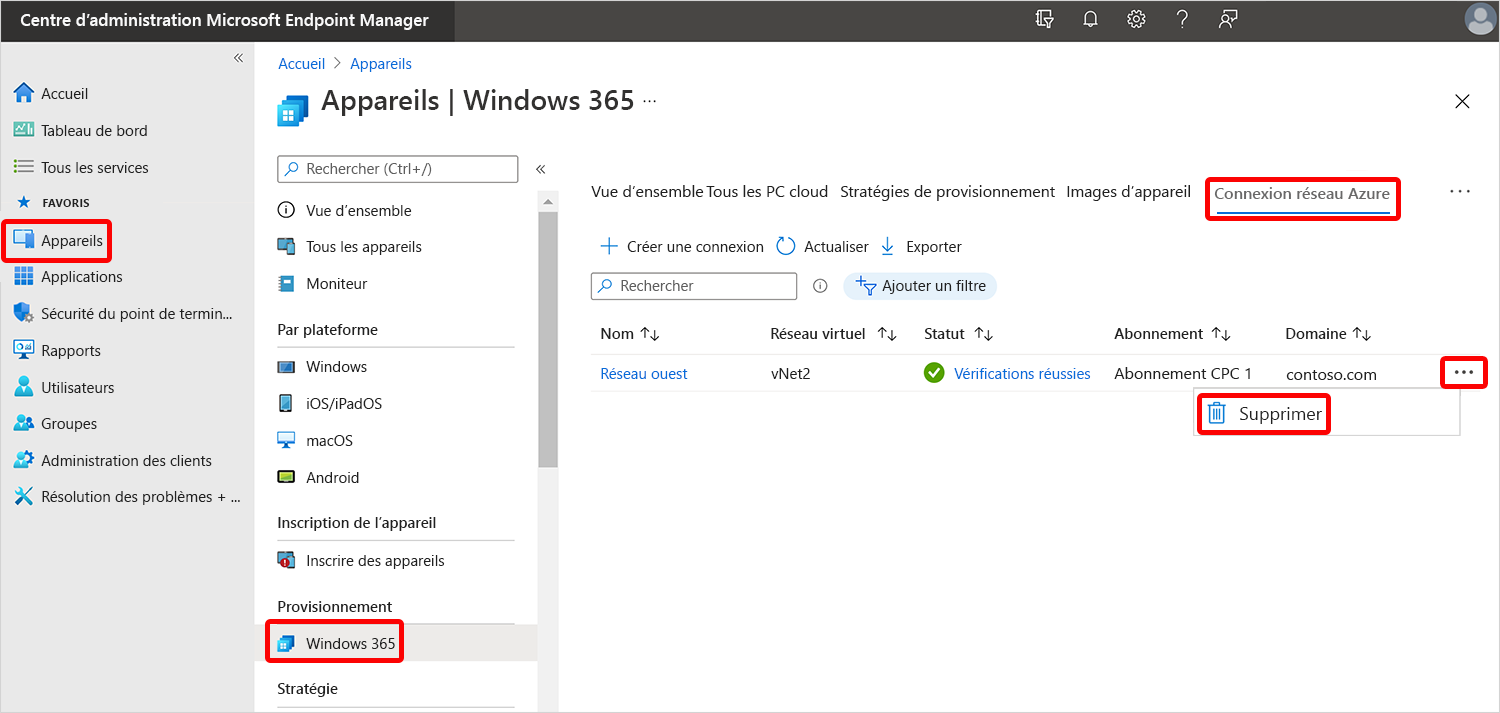 Centre d'administration Microsoft Endpoint Manager
Accueil
Tableau de bord
Tous les services
FAVORIS
Appareils
Applications
Sécurité du point de termin...
Rapports
Utilisateurs
Groupes
Administration des clients
Résolution des problèmes + ...
Accueil > Appareils
Appareils | Windows 365 ...
Rechercher (Ctrl+/)
Vue d'ensemble
Tous les appareils
Moniteur
Par plateforme
Windows
iOS/iPadOS
macOS
Android
Inscription de l'appareil
Inscrire des appareils
Provisionnement
Windows 365
Stratégie
Vue d'ensemble Tous les PC cloud Stratégies de provisionnement Images d'appareil Connexion réseau Azure ...
Créer une connexion Actualiser Exporter
Rechercher Ajouter un filtre
Nom Réseau virtuel Statut Abonnement Domaine
Réseau ouest vNet2 Vérifications réussies Abonnement CPC 1 contoso.com ...
Supprimer